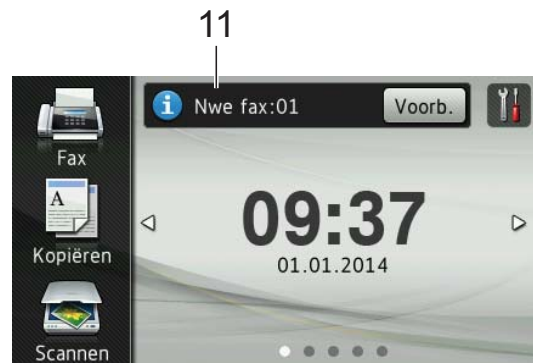 11
Nwe fax:01
Voorb.
Fax
A
Kopiëren
09:37
01.01.2014
Scannen